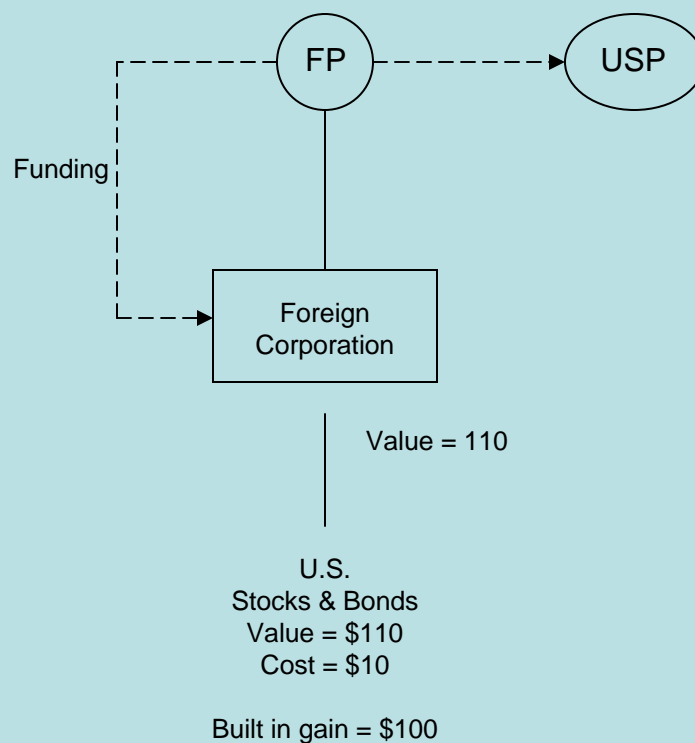 FP
USP
Funding
Foreign
Corporation
Value = 110
U.S.
Stocks & Bonds
Value = $110
Cost = $10
Built in gain = $100